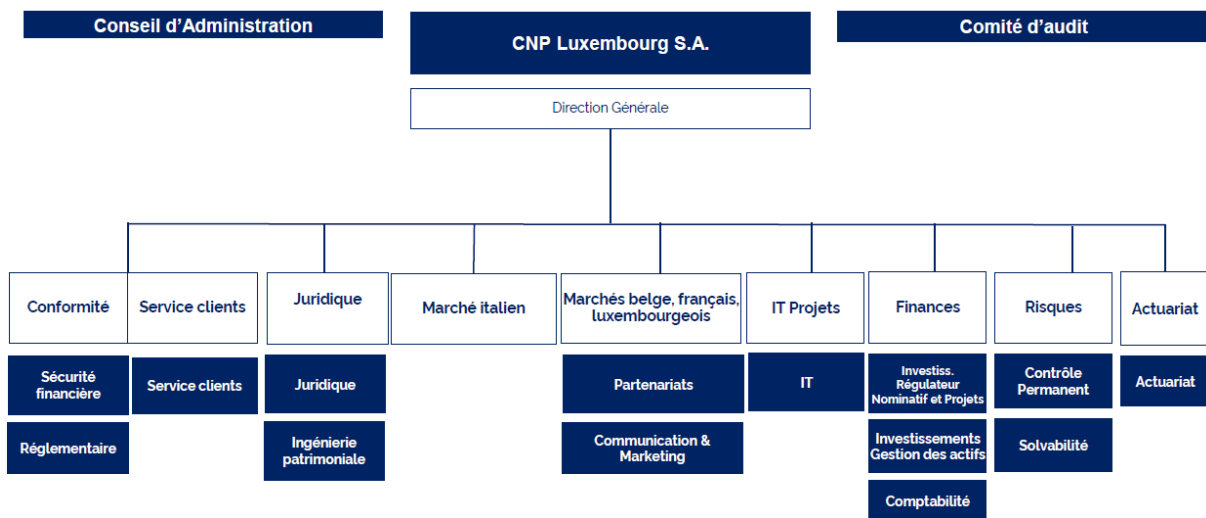 Conseil d'Administration
CNP Luxembourg S.A.
Comité d'audit
Direction Générale
Conformité
Service clients
Juridique
Marché italien
Marchés belge, français,
luxembourgeois
IT Projets
Finances
Risques
Actuariat
Sécurité
financière
Service clients
Juridique
Partenariats
IT
Investiss.
Régulateur
Nominatif et Projets
Contrôle
Permanent
Actuariat
Réglementaire
Ingénierie
patrimoniale
Communication &
Marketing
Investissements
Gestion des actifs
Solvabilité
Comptabilité